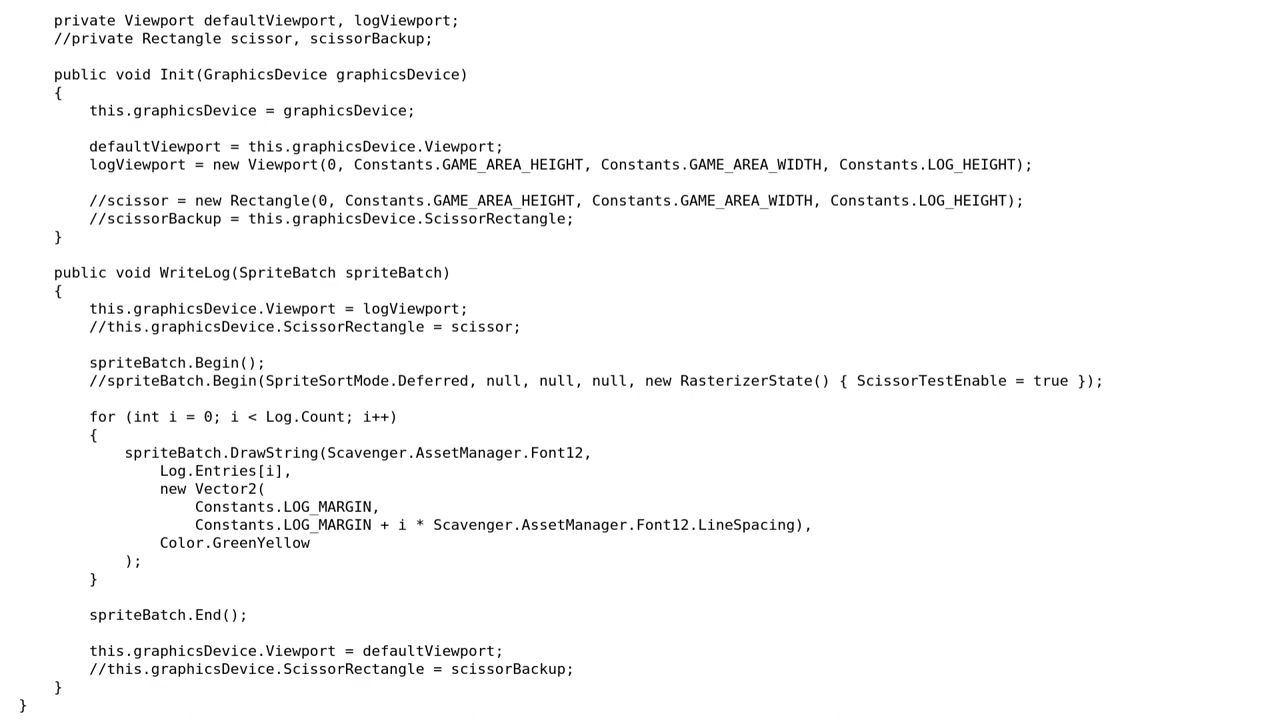 private Viewport defaultViewport, logViewport;
//private Rectangle scissor, scissorBackup;
public void Init(GraphicsDevice graphicsDevice)
{
this.graphicsDevice = graphicsDevice;
defaultViewport = this.graphicsDevice.Viewport;
logViewport = new Viewport(0, Constants.GAME_AREA_HEIGHT, Constants.GAME_AREA_WIDTH, Constants.LOG_HEIGHT);
//scissor = new Rectangle(0, Constants.GAME_AREA_HEIGHT, Constants.GAME_AREA_WIDTH, Constants.LOG_HEIGHT);
//scissorBackup = this.graphicsDevice.ScissorRectangle;
}
public void WriteLog(SpriteBatch spriteBatch)
{
this.graphicsDevice.Viewport = logViewport;
//this.graphicsDevice.ScissorRectangle = scissor;
spriteBatch.Begin();
//spriteBatch.Begin(SpriteSortMode.Deferred, null, null, null, new RasterizerState() { ScissorTestEnable = true });
for (int i = 0; i < Log.Count; i++)
{
spriteBatch.DrawString(Scavenger.AssetManager.Font12,
Log.Entries[i],
new Vector2(
Constants.LOG_MARGIN,
Constants.LOG_MARGIN + i * Scavenger.AssetManager.Font12.LineSpacing),
Color.GreenYellow
);
}
spriteBatch.End();
this.graphicsDevice.Viewport = defaultViewport;
//this.graphicsDevice.ScissorRectangle = scissorBackup;
}
}